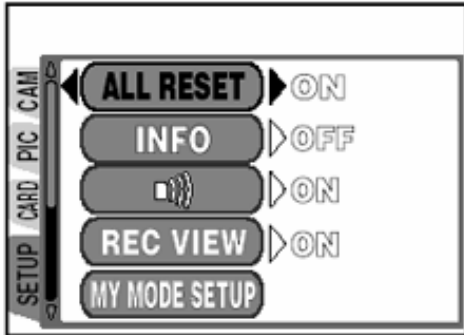 CAM
PIC
CARD
SETUP
ALL RESET ON
INFO OFF
ON
REC VIEW ON
MY MODE SETUP